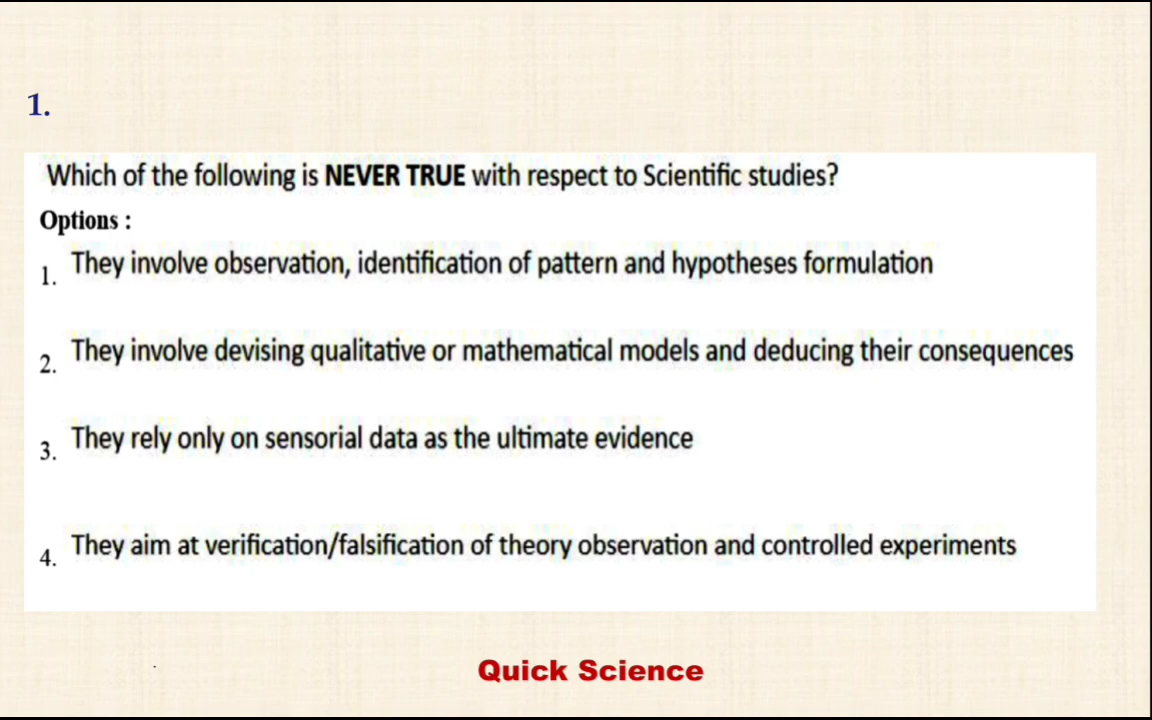 1.
Which of the following is NEVER TRUE with respect to Scientific studies?
Options :
1. They involve observation, identification of pattern and hypotheses formulation
2. They involve devising qualitative or mathematical models and deducing their consequences
3. They rely only on sensorial data as the ultimate evidence
4. They aim at verification/falsification of theory observation and controlled experiments
Quick Science